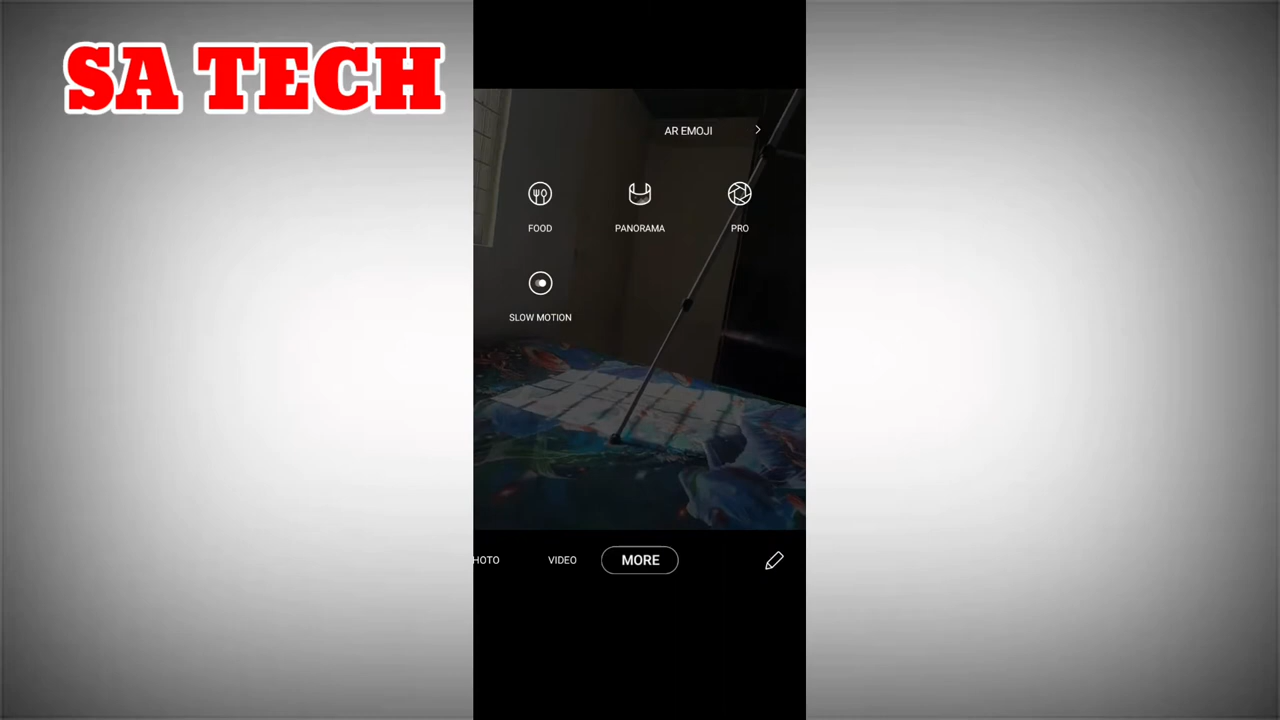 SA TECH
AR EMOJI
FOOD PANORAMA PRO
SLOW MOTION
HOTO VIDEO MORE